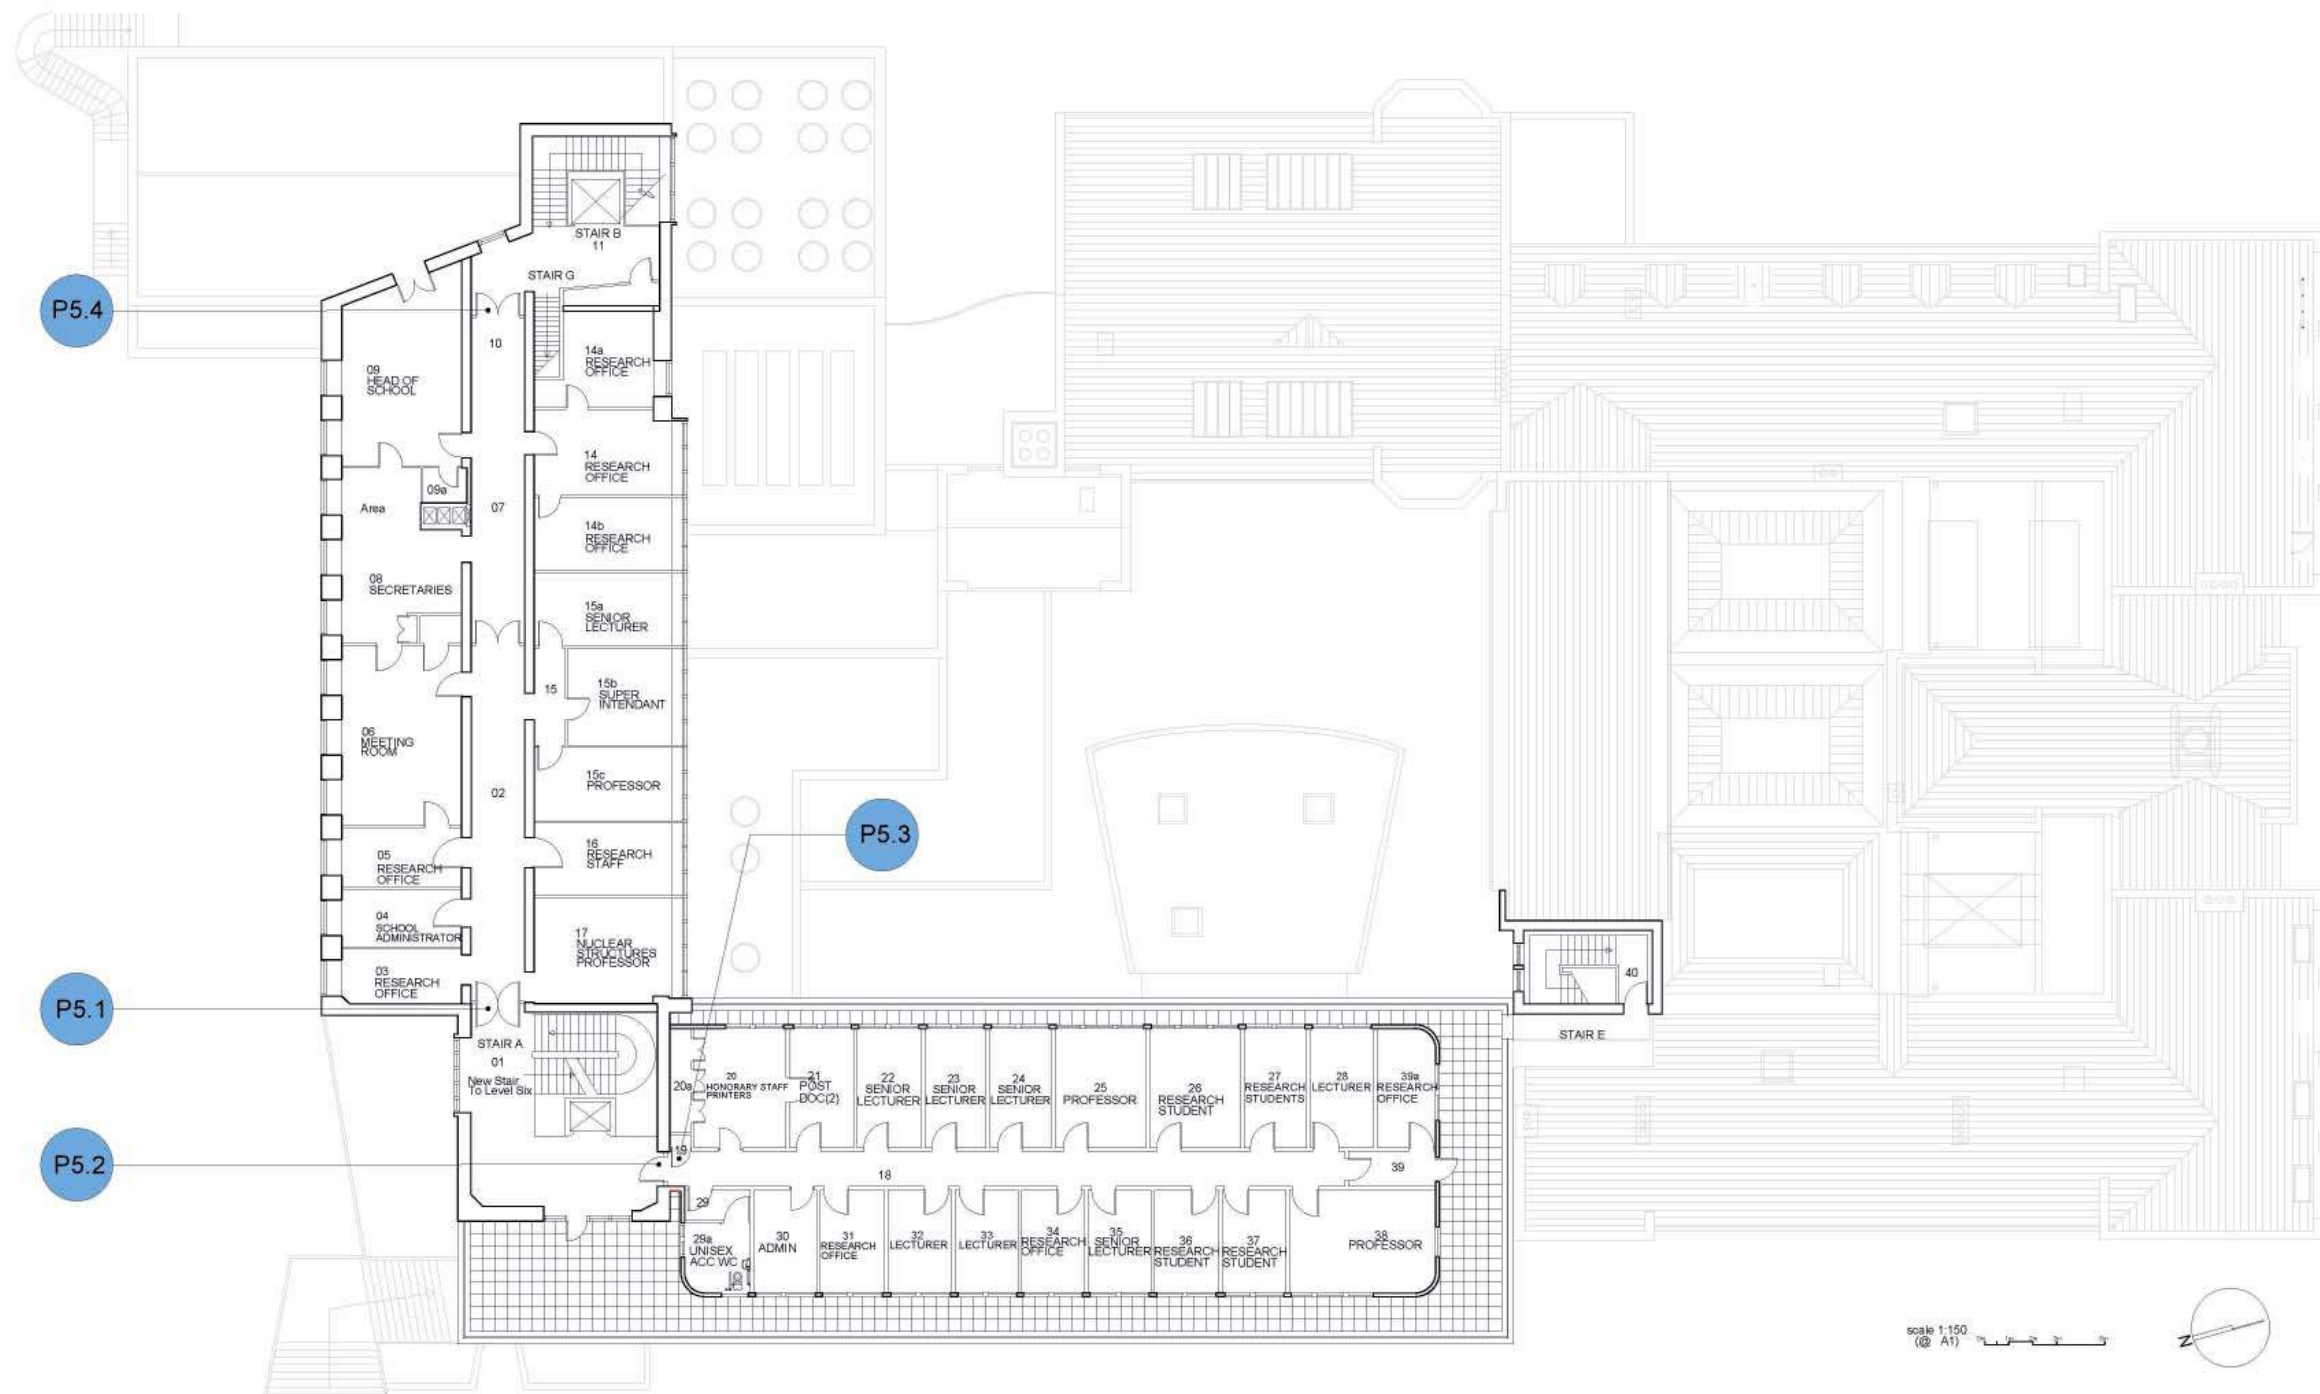 STAIR B
11
STAIR G
P5.4
10
14a
RESEARCH
OFFICE
09
HEAD OF
SCHOOL
14
RESEARCH
OFFICE
09a
Area
07
14b
RESEARCH
OFFICE
08
SECRETARIES
15a
SENIOR
LECTURER
15
15b
SUPER
INTENDANT
06
MEETING
ROOM
15c
PROFESSOR
02
P5.3
16
RESEARCH
STAFF
05
RESEARCH
OFFICE
04
SCHOOL
ADMINISTRATOR
17
NUCLEAR
STRUCTURES
PROFESSOR
03
RESEARCH
OFFICE
40
P5.1
STAIR E
STAIR A
01
New Stair
To Level Six
20a
20
HONORARY STAFF
PRINTERS
21
POST
DOC(2)
22
SENIOR
LECTURER
23
SENIOR
LECTURER
24
SENIOR
LECTURER
25
PROFESSOR
26
RESEARCH
STUDENT
27
RESEARCH
STUDENTS
28
LECTURER
39a
RESEARCH
OFFICE
P5.2
19
18
39
29
29a
UNISEX
ACC WC
30
ADMIN
31
RESEARCH
OFFICE
32
LECTURER
33
LECTURER
34
RESEARCH
OFFICE
35
SENIOR
LECTURER
36
RESEARCH
STUDENT
37
RESEARCH
STUDENT
38
PROFESSOR
scale 1:150
(@ A1)
N